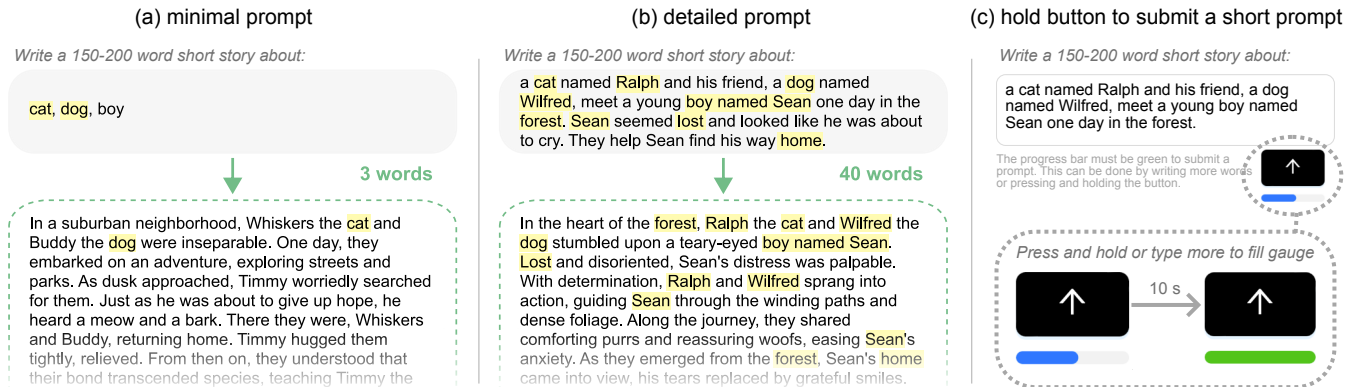 (a) minimal prompt
Write a 150-200 word short story about:
cat, dog, boy
3 words
In a suburban neighborhood, Whiskers the cat and
Buddy the dog were inseparable. One day, they
embarked on an adventure, exploring streets and
parks. As dusk approached, Timmy worriedly searched
for them. Just as he was about to give up hope, he
heard a meow and a bark. There they were, Whiskers
and Buddy, returning home. Timmy hugged them
tightly, relieved. From then on, they understood that
their bond transcended species, teaching Timmy the
(b) detailed prompt
Write a 150-200 word short story about:
a cat named Ralph and his friend, a dog named
Wilfred, meet a young boy named Sean one day in the
forest. Sean seemed lost and looked like he was about
to cry. They help Sean find his way home.
40 words
In the heart of the forest, Ralph the cat and Wilfred the
dog stumbled upon a teary-eyed boy named Sean.
Lost and disoriented, Sean's distress was palpable.
With determination, Ralph and Wilfred sprang into
action, guiding Sean through the winding paths and
dense foliage. Along the journey, they shared
comforting purrs and reassuring woofs, easing Sean's
anxiety. As they emerged from the forest, Sean's home
came into view, his tears replaced by grateful smiles.
(c) hold button to submit a short prompt
Write a 150-200 word short story about:
a cat named Ralph and his friend, a dog
named Wilfred, meet a young boy named
Sean one day in the forest.
The progress bar must be green to submit a
prompt. This can be done by writing more words
or pressing and holding the button.
Press and hold or type more to fill gauge
10 s